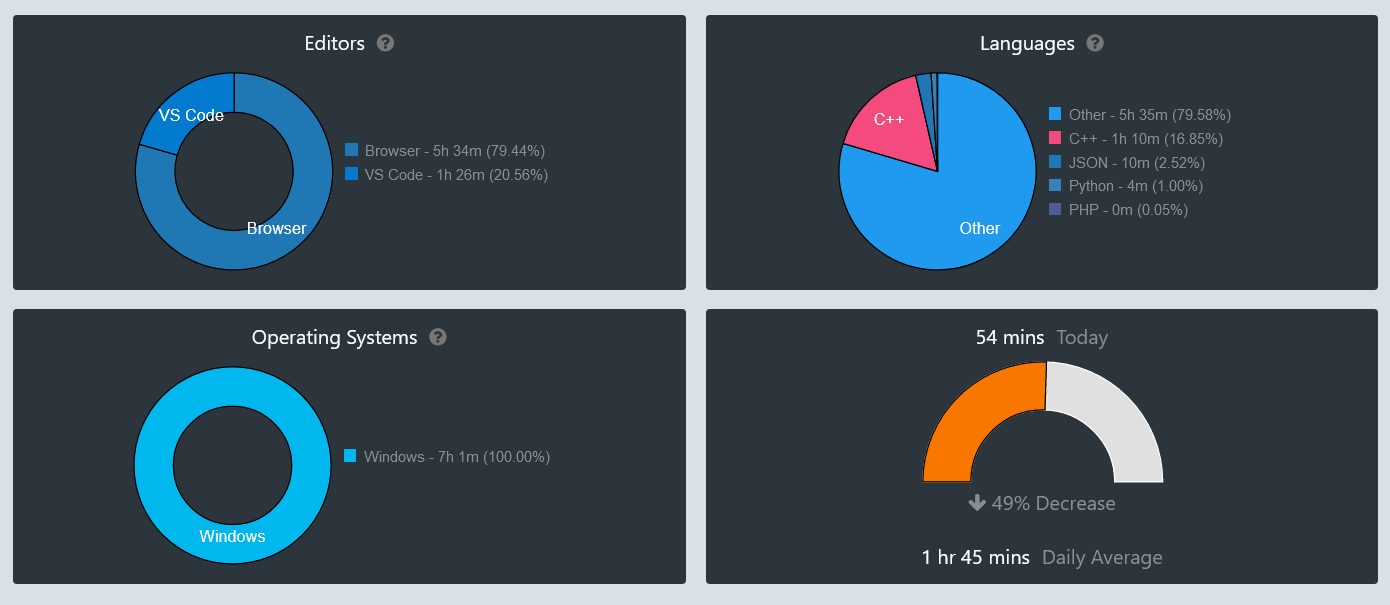 Editors
VS Code
Browser
Browser - 5h 34m (79.44%)
VS Code - 1h 26m (20.56%)
Languages
C++
Other
Other - 5h 35m (79.58%)
C++ - 1h 10m (16.85%)
JSON - 10m (2.52%)
Python - 4m (1.00%)
PHP - 0m (0.05%)
Operating Systems
Windows
Windows - 7h 1m (100.00%)
54 mins Today
49% Decrease
1 hr 45 mins Daily Average